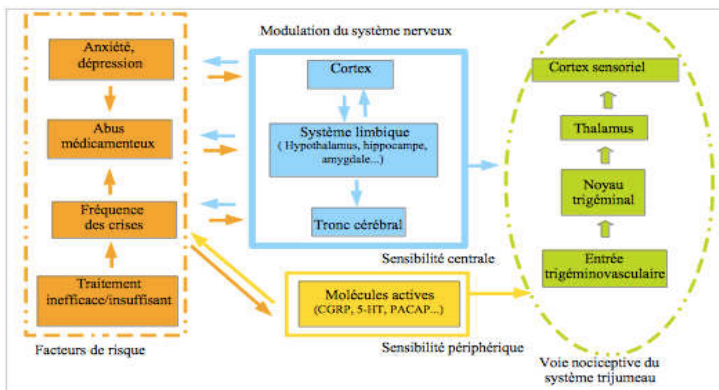 Modulation du système nerveux
Anxiété,
dépression
Abus
médicamenteux
Fréquence
des crises
Traitement
inefficace/insuffisant
Facteurs de risque
Cortex
Système limbique
( Hypothalamus, hippocampe,
amygdale...)
Tronc cérébral
Sensibilité centrale
Molécules actives
(CGRP, 5-HT, PACAP...)
Sensibilité périphérique
Cortex sensoriel
Thalamus
Noyau
trigéminal
Entrée
trigéminovasculaire
Voie nociceptive du
système trijumeau